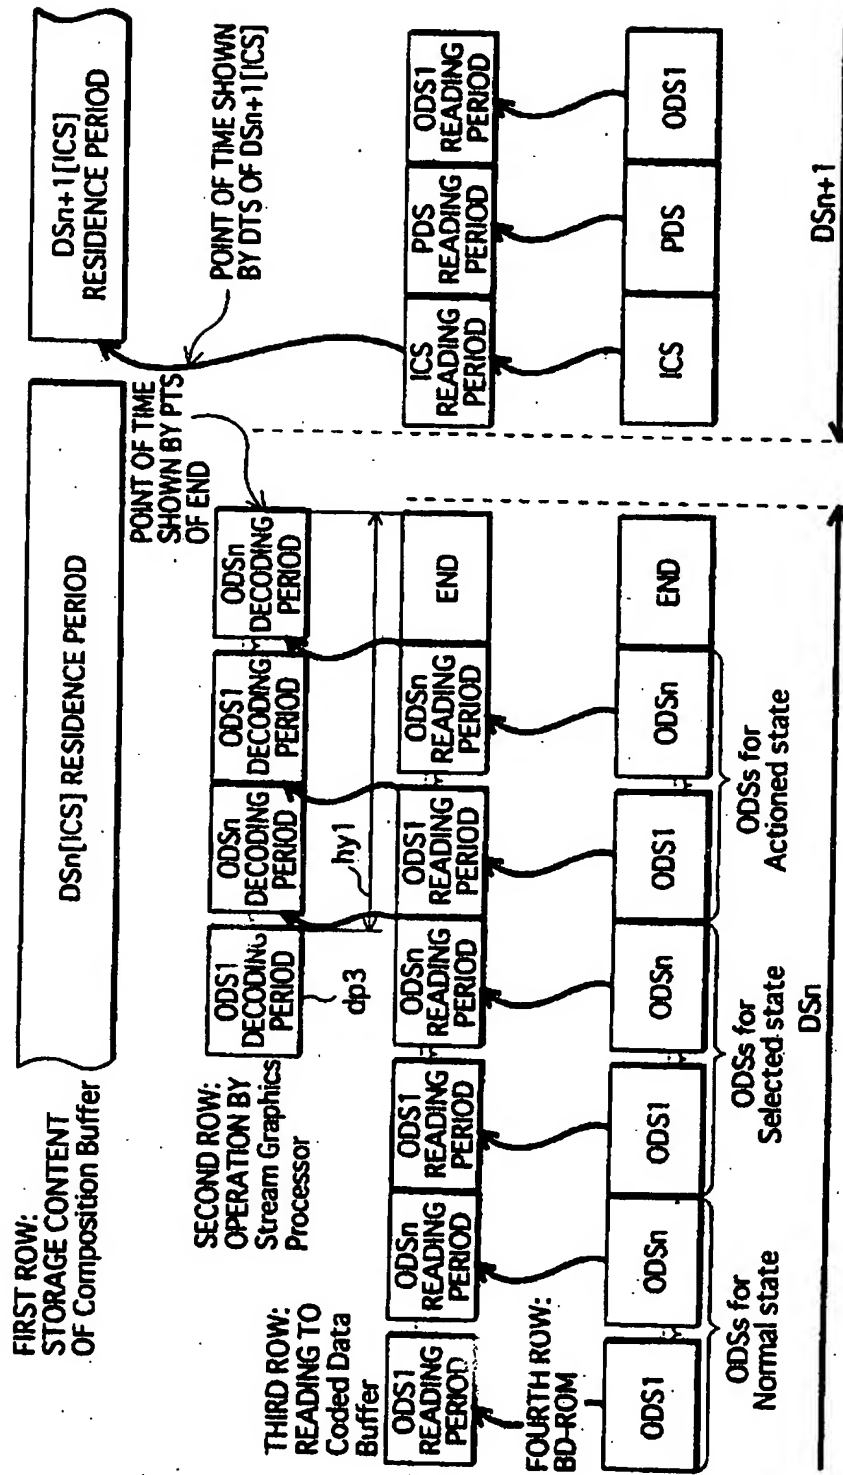 FIRST ROW:
STORAGE CONTENT
OF Composition Buffer
DSn[ICS] RESIDENCE PERIOD
DSn+1[ICS]
RESIDENCE PERIOD
SECOND ROW:
OPERATION BY
Stream Graphics
Processor
ODS1
DECODING
PERIOD
ODSn
DECODING
PERIOD
ODS1
DECODING
PERIOD
ODSn
DECODING
PERIOD
dp3
hy1
POINT OF TIME
SHOWN BY PTS
OF END
POINT OF TIME SHOWN
BY DTS OF DSn+1[ICS]
THIRD ROW:
READING TO
Coded Data
Buffer
ODS1
READING
PERIOD
ODSn
READING
PERIOD
ODS1
READING
PERIOD
ODSn
READING
PERIOD
ODS1
READING
PERIOD
ODSn
READING
PERIOD
END
ICS
READING
PERIOD
PDS
READING
PERIOD
ODS1
READING
PERIOD
FOURTH ROW:
BD-ROM
ODS1
ODSn
ODS1
ODSn
ODS1
ODSn
END
ICS
PDS
ODS1
ODSs for
Normal state
ODSs for
Selected state
ODSs for
Actioned state
DSn
DSn+1